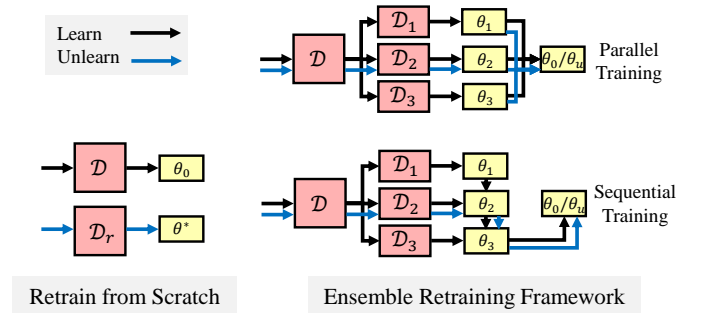 Learn
Unlearn
𝒟
𝒟₁
𝒟₂
𝒟₃
θ₁
θ₂
θ₃
θ₀/θᵤ
Parallel
Training
𝒟
θ₀
𝒟ᵣ
θ*
𝒟
𝒟₁
𝒟₂
𝒟₃
θ₁
θ₂
θ₃
θ₀/θᵤ
Sequential
Training
Retrain from Scratch
Ensemble Retraining Framework